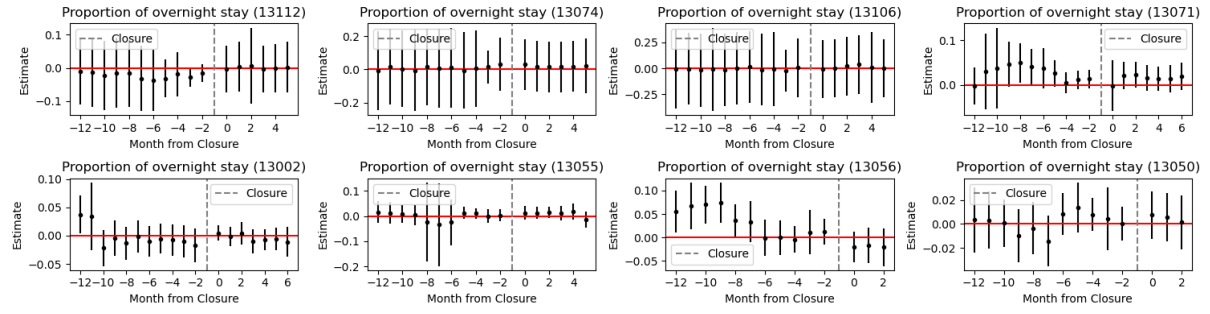 Proportion of overnight stay (13112)
Closure
0.1
0.0
−0.1
Estimate
−12 −10 −8 −6 −4 −2 0 2 4
Month from Closure
Proportion of overnight stay (13074)
Closure
0.2
0.0
−0.2
Estimate
−12 −10 −8 −6 −4 −2 0 2 4
Month from Closure
Proportion of overnight stay (13106)
Closure
0.25
0.00
−0.25
Estimate
−12 −10 −8 −6 −4 −2 0 2 4
Month from Closure
Proportion of overnight stay (13071)
Closure
0.1
0.0
Estimate
−12 −10 −8 −6 −4 −2 0 2 4 6
Month from Closure
Proportion of overnight stay (13002)
Closure
0.10
0.05
0.00
−0.05
Estimate
−12 −10 −8 −6 −4 −2 0 2 4 6
Month from Closure
Proportion of overnight stay (13055)
Closure
0.1
0.0
−0.1
−0.2
Estimate
−12 −10 −8 −6 −4 −2 0 2 4
Month from Closure
Proportion of overnight stay (13056)
Closure
0.10
0.05
0.00
−0.05
Estimate
−12 −10 −8 −6 −4 −2 0 2
Month from Closure
Proportion of overnight stay (13050)
Closure
0.02
0.00
−0.02
Estimate
−12 −10 −8 −6 −4 −2 0 2
Month from Closure